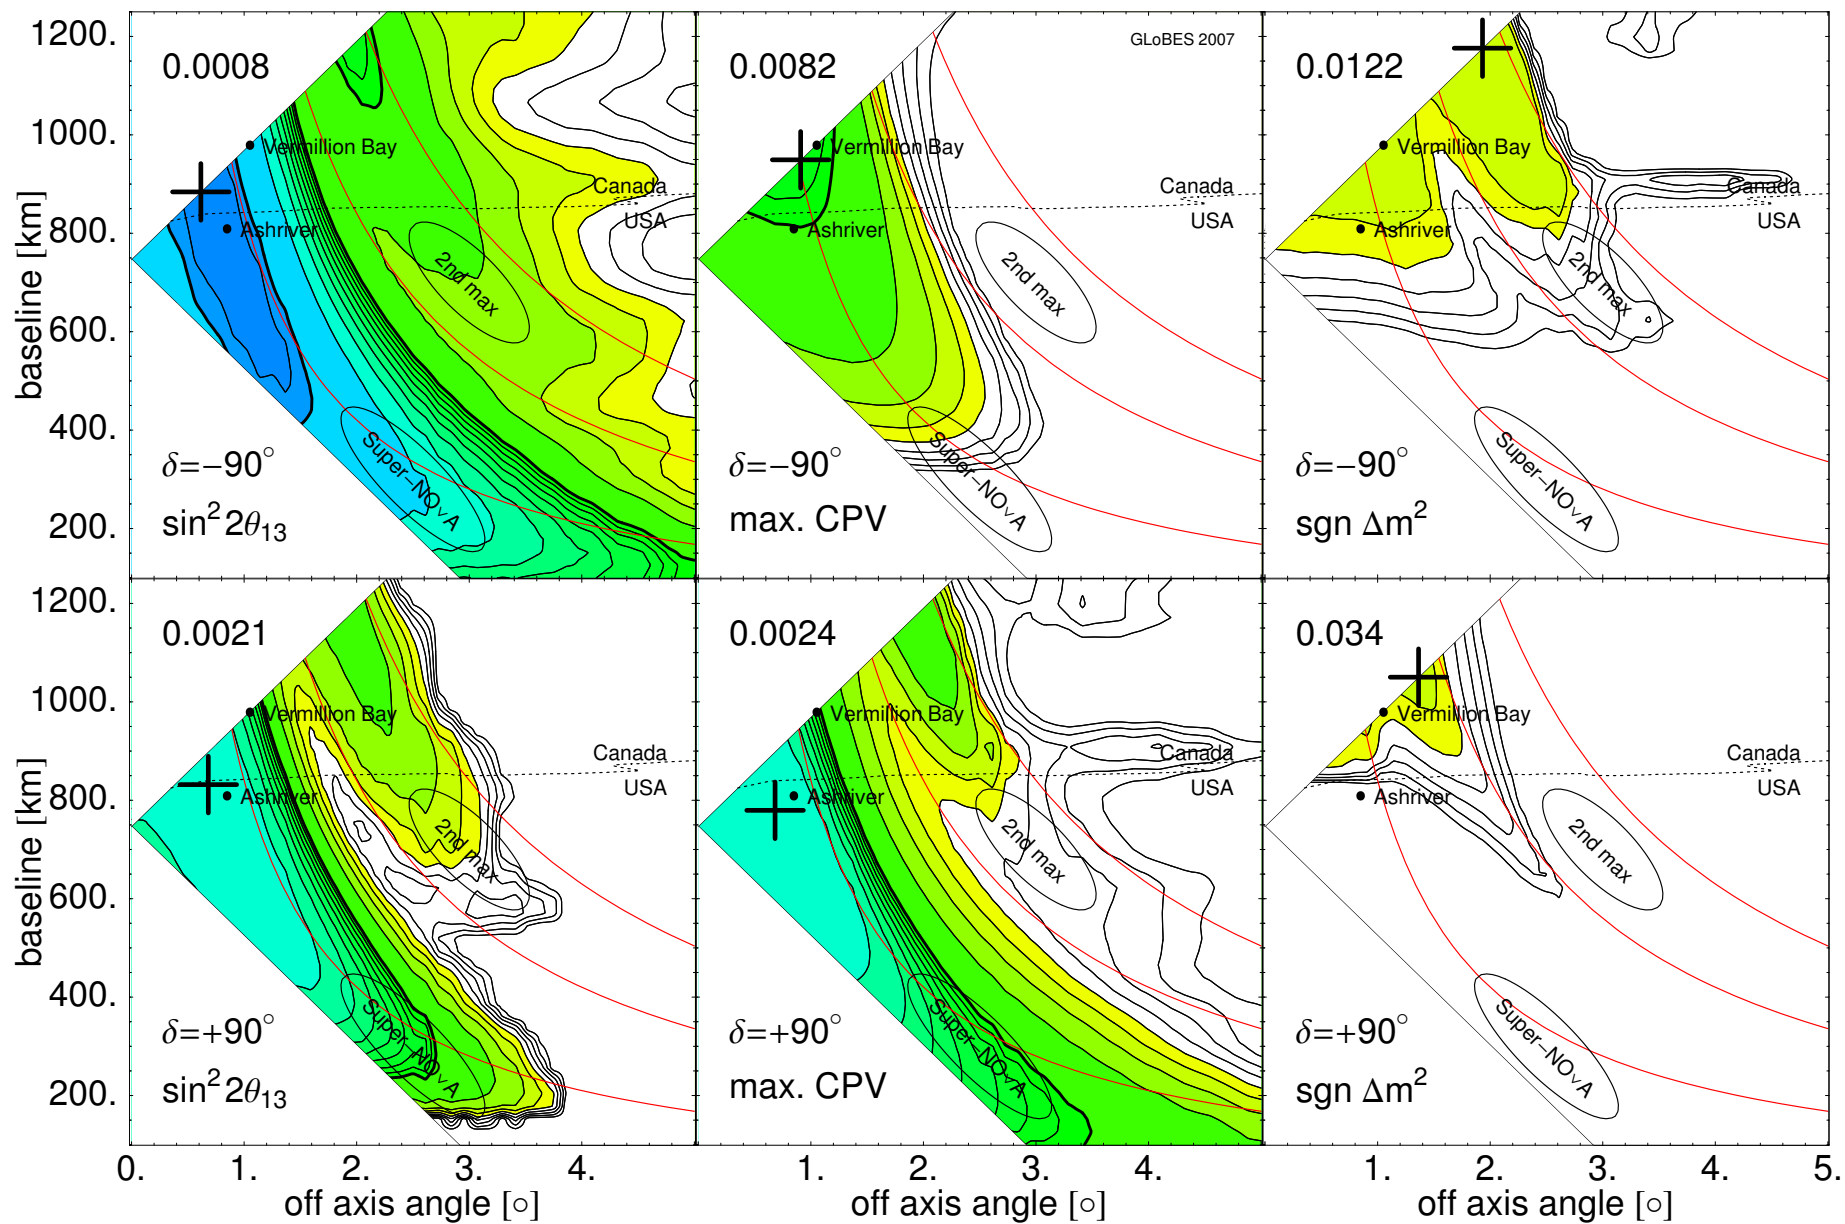 GLoBES 2007
baseline [km]
1200.
1000.
800.
600.
400.
200.
0.0008
Vermillion Bay
Canada
USA
Ashriver
2nd max
Super-NOνA
δ=−90°
sin²2θ₁₃
0.0082
Vermillion Bay
Canada
USA
Ashriver
2nd max
Super-NOνA
δ=−90°
max. CPV
0.0122
Vermillion Bay
Canada
USA
Ashriver
2nd max
Super-NOνA
δ=−90°
sgn Δm²
baseline [km]
1200.
1000.
800.
600.
400.
200.
0.0021
Vermillion Bay
Canada
USA
Ashriver
2nd max
Super-NOνA
δ=+90°
sin²2θ₁₃
0.0024
Vermillion Bay
Canada
USA
Ashriver
2nd max
Super-NOνA
δ=+90°
max. CPV
0.034
Vermillion Bay
Canada
USA
Ashriver
2nd max
Super-NOνA
δ=+90°
sgn Δm²
0. 1. 2. 3. 4. 1. 2. 3. 4. 1. 2. 3. 4. 5.
off axis angle [○] off axis angle [○] off axis angle [○]